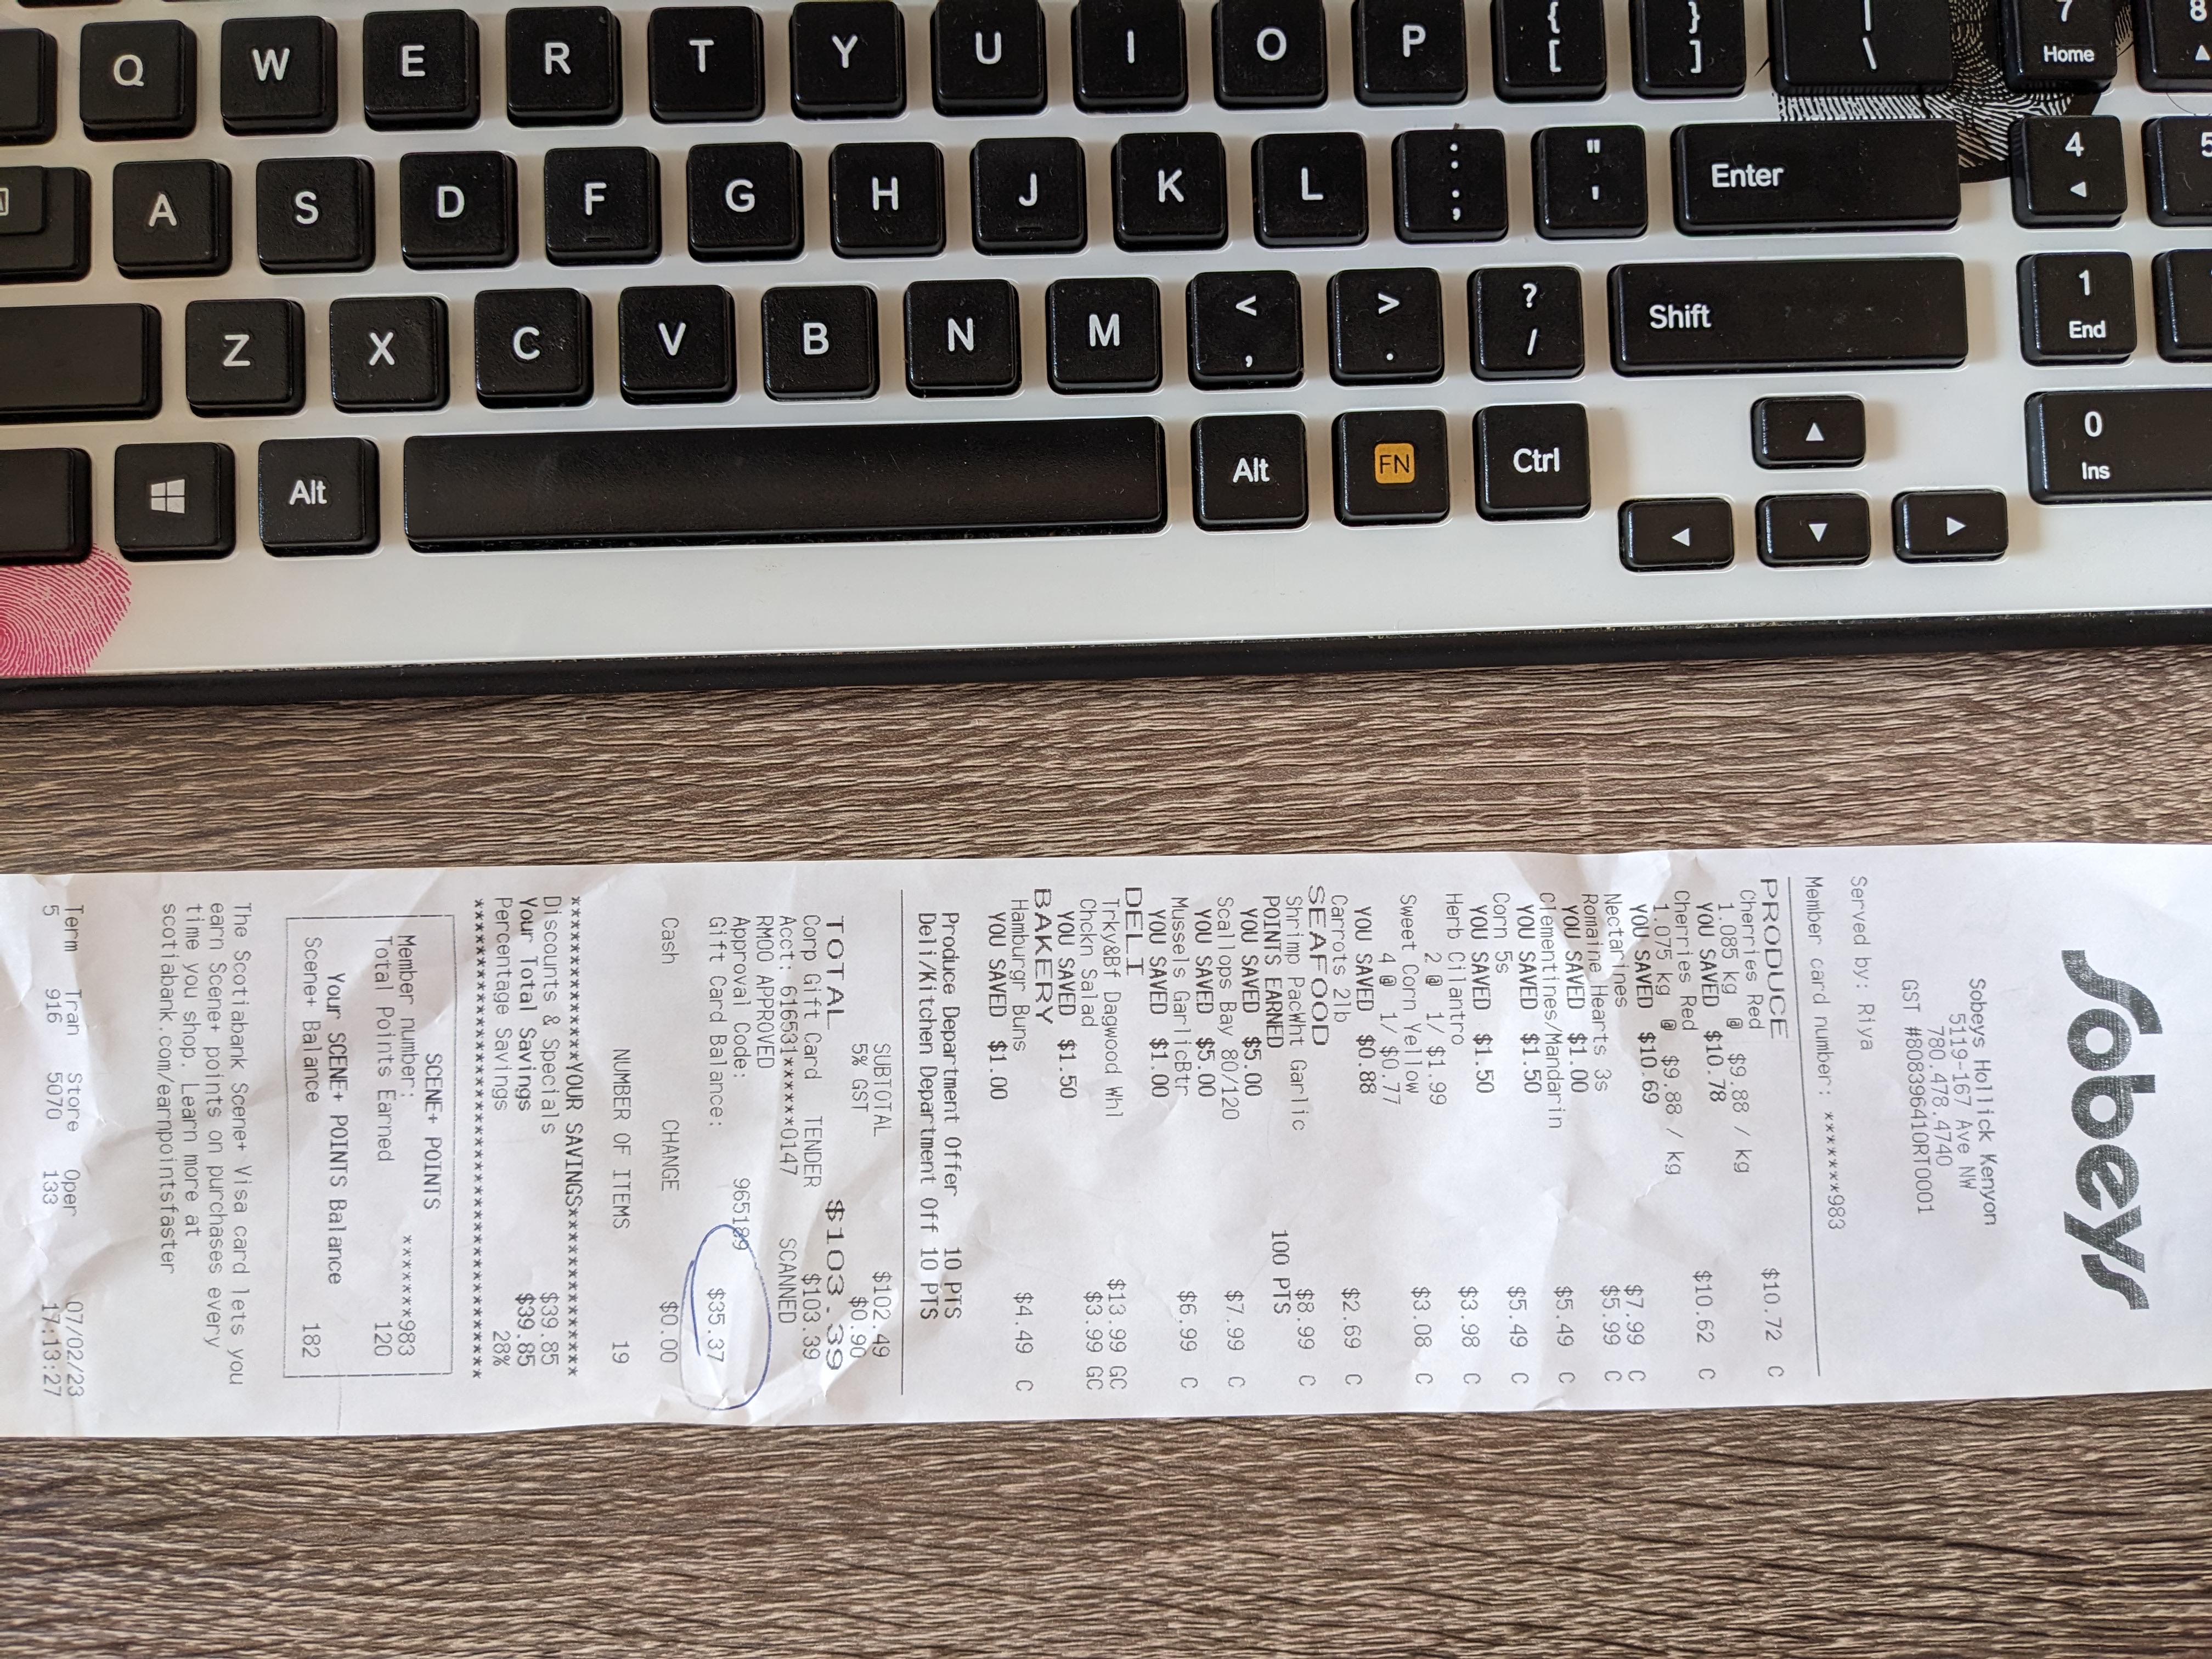 Q W E R T Y U I O P { [ } ] | \ 7 Home 8
A S D F G H J K L : ; " ' Enter 4 5
Z X C V B N M < , > . ? / Shift 1 End
Alt Alt FN Ctrl 0 Ins
Sobeys
Sobeys Hollick Kenyon
5119-167 Ave NW
780.478.4740
GST #808396410RT0001
Served by: Riya
Member card number: *******983
PRODUCE
Cherries Red $10.72 C
1.085 kg @ $9.88 / kg
YOU SAVED $10.78
Cherries Red $10.62 C
1.075 kg @ $9.88 / kg
YOU SAVED $10.69
Nectarines $7.99 C
Romaine Hearts 3s $5.99 C
YOU SAVED $1.00
Clementines/Mandarin $5.49 C
YOU SAVED $1.50
Corn 5s $5.49 C
YOU SAVED $1.50
Herb Cilantro $3.98 C
2 @ 1/ $1.99
Sweet Corn Yellow $3.08 C
4 @ 1/ $0.77
YOU SAVED $0.88
Carrots 2lb $2.69 C
SEAFOOD
Shrimp PacWht Garlic $8.99 C
POINTS EARNED 100 PTS
YOU SAVED $5.00
Scallops Bay 80/120 $7.99 C
YOU SAVED $5.00
Mussels GarlicBtr $6.99 C
YOU SAVED $1.00
DELI
Trky&Bf Dagwood Whl $13.99 GC
Chckn Salad $3.99 GC
YOU SAVED $1.50
BAKERY
Hamburgr Buns $4.49 C
YOU SAVED $1.00
Produce Department Offer 10 PTS
Deli/Kitchen Department Off 10 PTS
SUBTOTAL $102.49
5% GST $0.90
TOTAL $103.39
Corp Gift Card TENDER $103.39
Acct: 616531*******0147 SCANNED
RMOO APPROVED
Approval Code: 965189
Gift Card Balance: $35.37
Cash CHANGE $0.00
NUMBER OF ITEMS 19
***************YOUR SAVINGS***************
Discounts & Specials $39.85
Your Total Savings $39.85
Percentage Savings 28%
******************************************
SCENE+ POINTS
Member number: *******983
Total Points Earned 120
Your SCENE+ POINTS Balance
Scene+ Balance 182
The Scotiabank Scene+ Visa card lets you
earn Scene+ points on purchases every
time you shop. Learn more at
scotiabank.com/earnpointsfaster
Term Tran Store Oper 07/02/23
5 916 5070 133 17:13:27